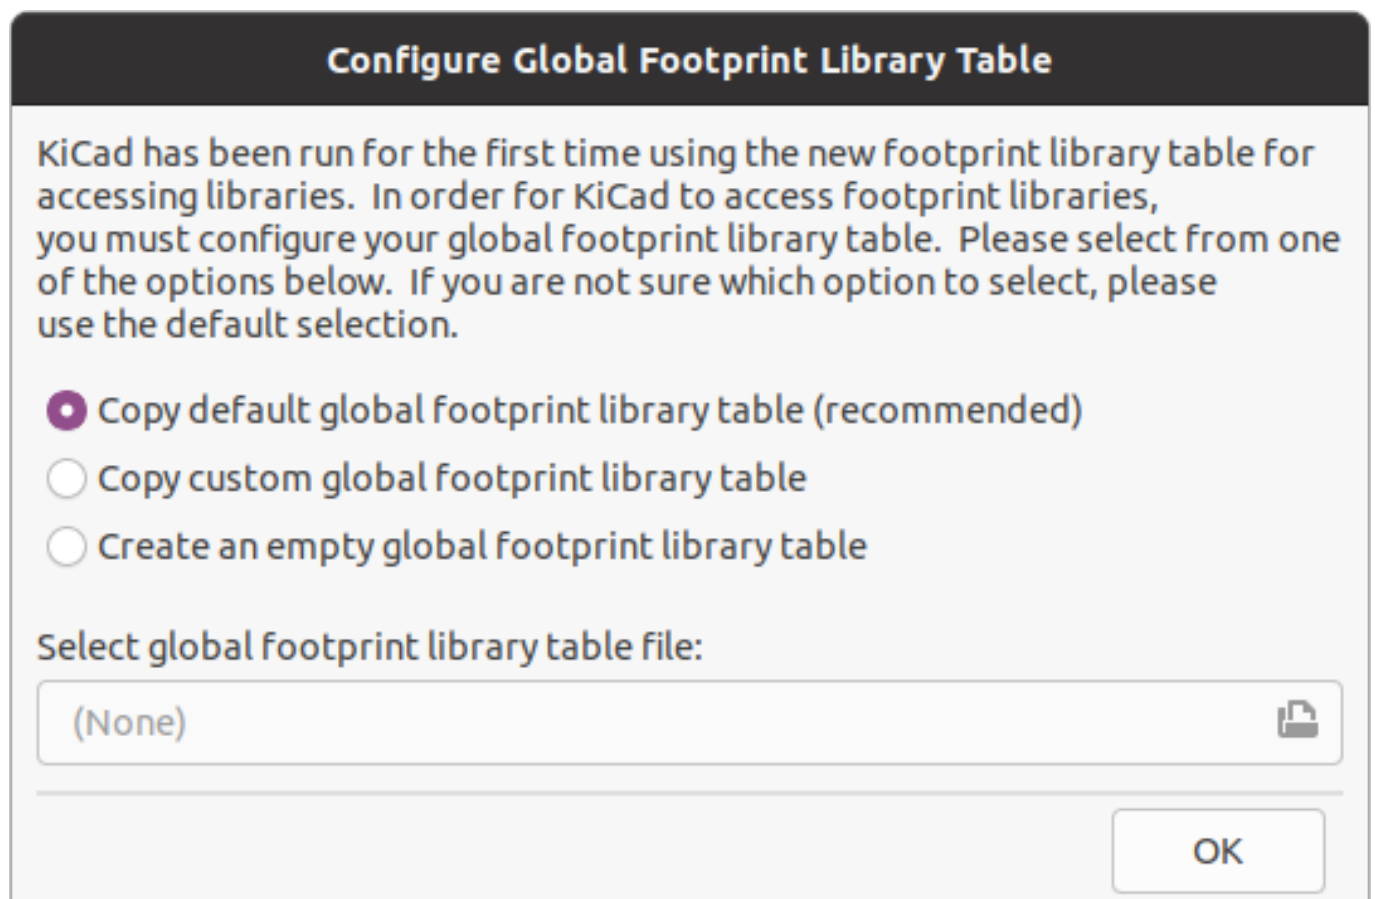 Configure Global Footprint Library Table
KiCad has been run for the first time using the new footprint library table for
accessing libraries.  In order for KiCad to access footprint libraries,
you must configure your global footprint library table.  Please select from one
of the options below.  If you are not sure which option to select, please
use the default selection.
Copy default global footprint library table (recommended)
Copy custom global footprint library table
Create an empty global footprint library table
Select global footprint library table file:
(None)
OK